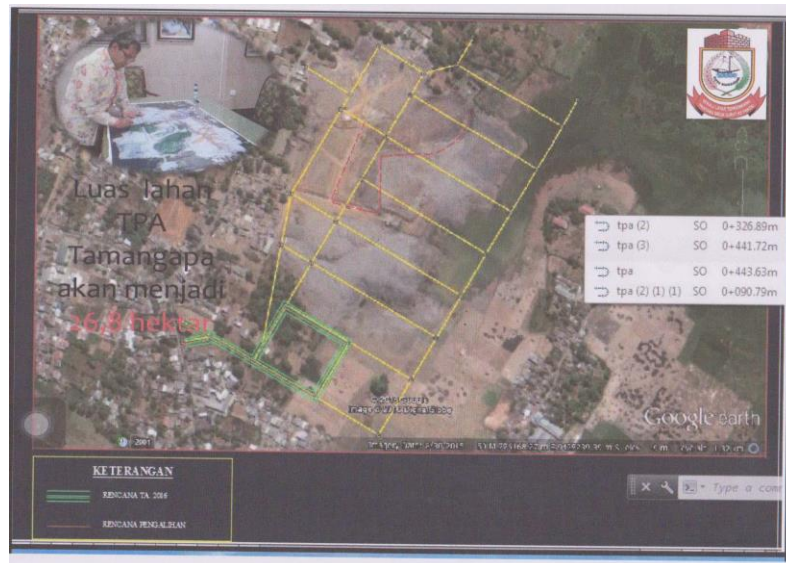 Luas lahan
TPA
Tamangapa
akan menjadi
26,8 hektar
tpa (2) SO 0+326.89m
tpa (3) SO 0+441.72m
tpa SO 0+443.63m
tpa (2) (1) (1) SO 0+090.79m
Google earth
2001
KETERANGAN
RENCANA TA. 2016
RENCANA PENGALIHAN
Type a com